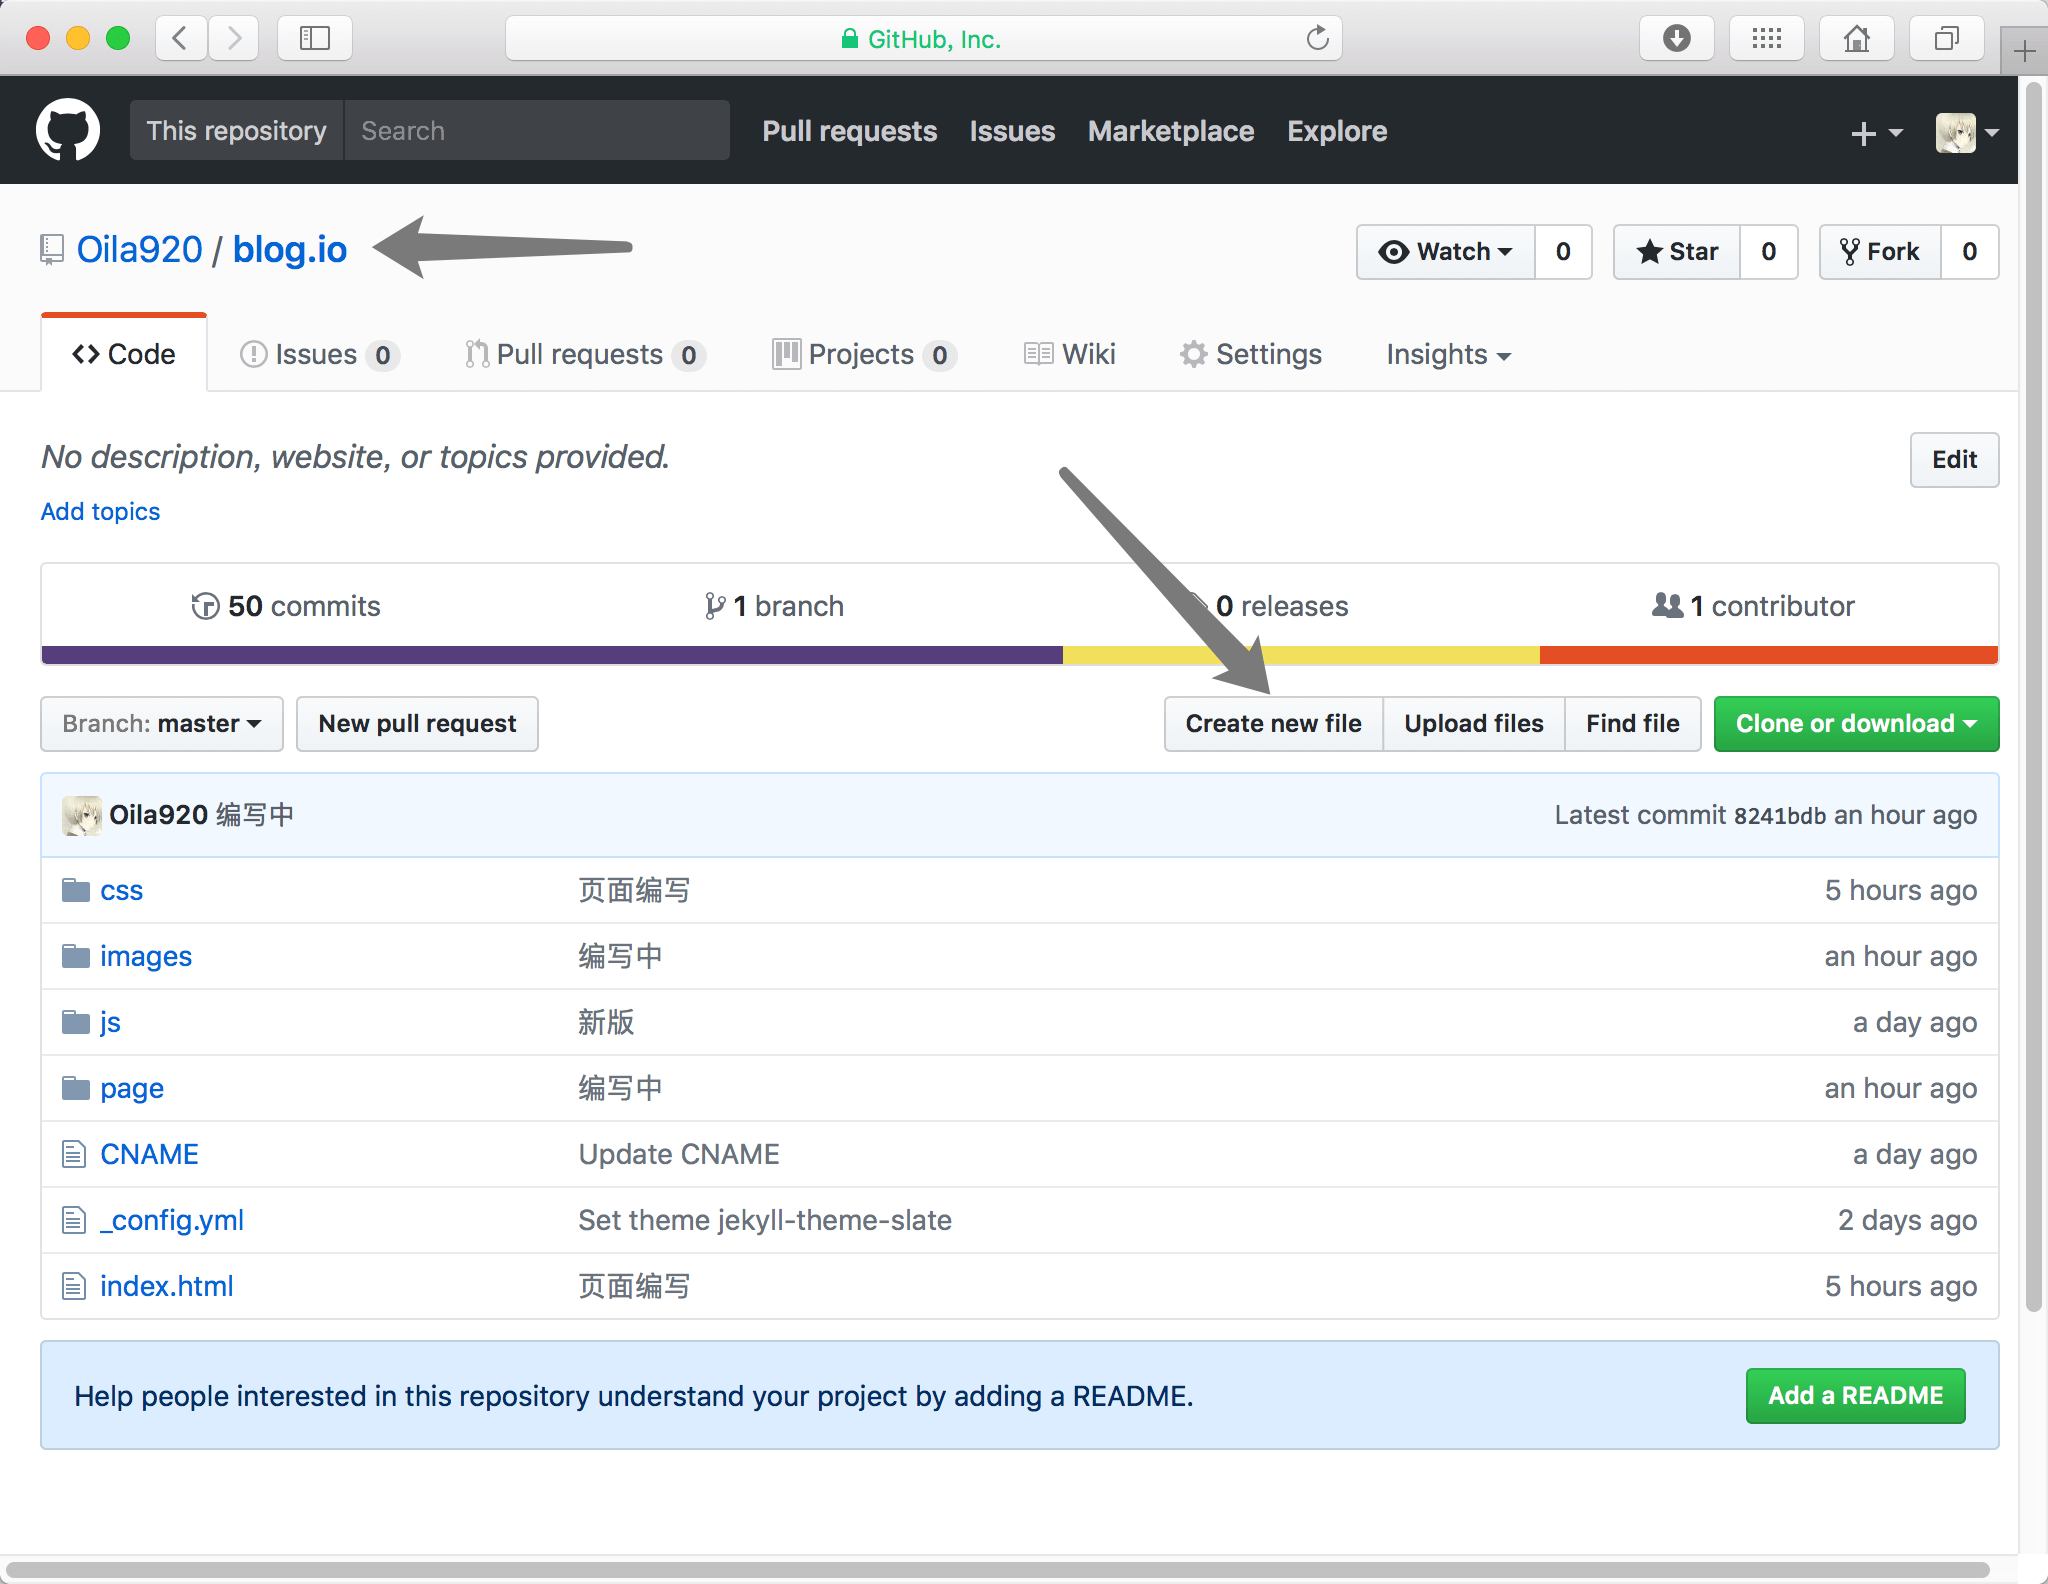 GitHub, Inc.
This repository Search Pull requests Issues Marketplace Explore
Oila920 / blog.io Watch 0 Star 0 Fork 0
Code Issues 0 Pull requests 0 Projects 0 Wiki Settings Insights
No description, website, or topics provided. Edit
Add topics
50 commits 1 branch 0 releases 1 contributor
Branch: master New pull request Create new file Upload files Find file Clone or download
Oila920 编写中 Latest commit 8241bdb an hour ago
css 页面编写 5 hours ago
images 编写中 an hour ago
js 新版 a day ago
page 编写中 an hour ago
CNAME Update CNAME a day ago
_config.yml Set theme jekyll-theme-slate 2 days ago
index.html 页面编写 5 hours ago
Help people interested in this repository understand your project by adding a README. Add a README